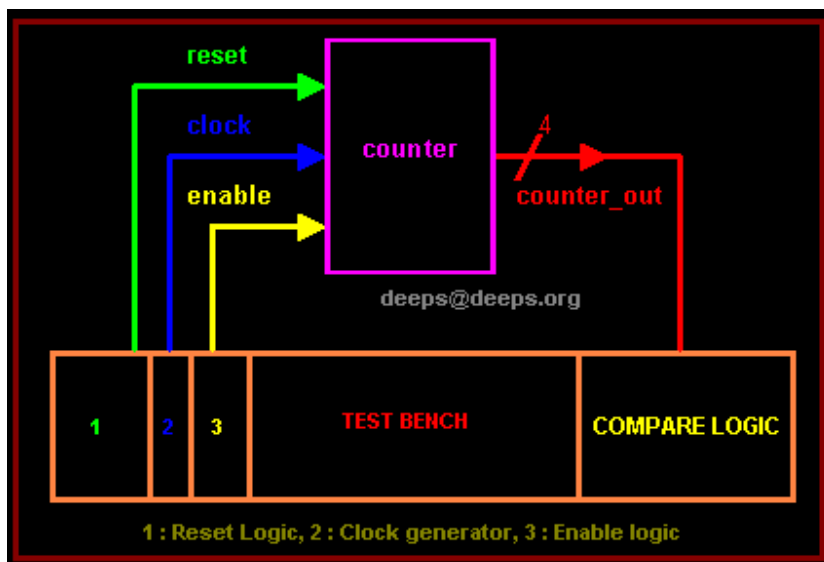 reset
clock
enable
counter
4
counter_out
deeps@deeps.org
1
2
3
TEST BENCH
COMPARE LOGIC
1 : Reset Logic, 2 : Clock generator, 3 : Enable logic